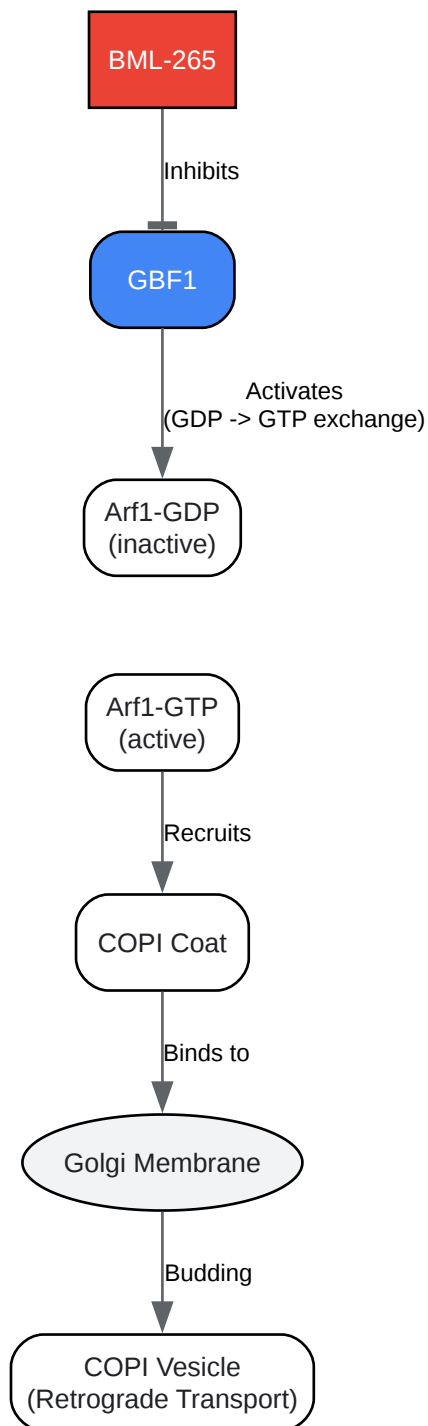 BML-265
Inhibits
GBF1
Activates
(GDP -> GTP exchange)
Arf1-GDP
(inactive)
Arf1-GTP
(active)
Recruits
COPI Coat
Binds to
Golgi Membrane
Budding
COPI Vesicle
(Retrograde Transport)